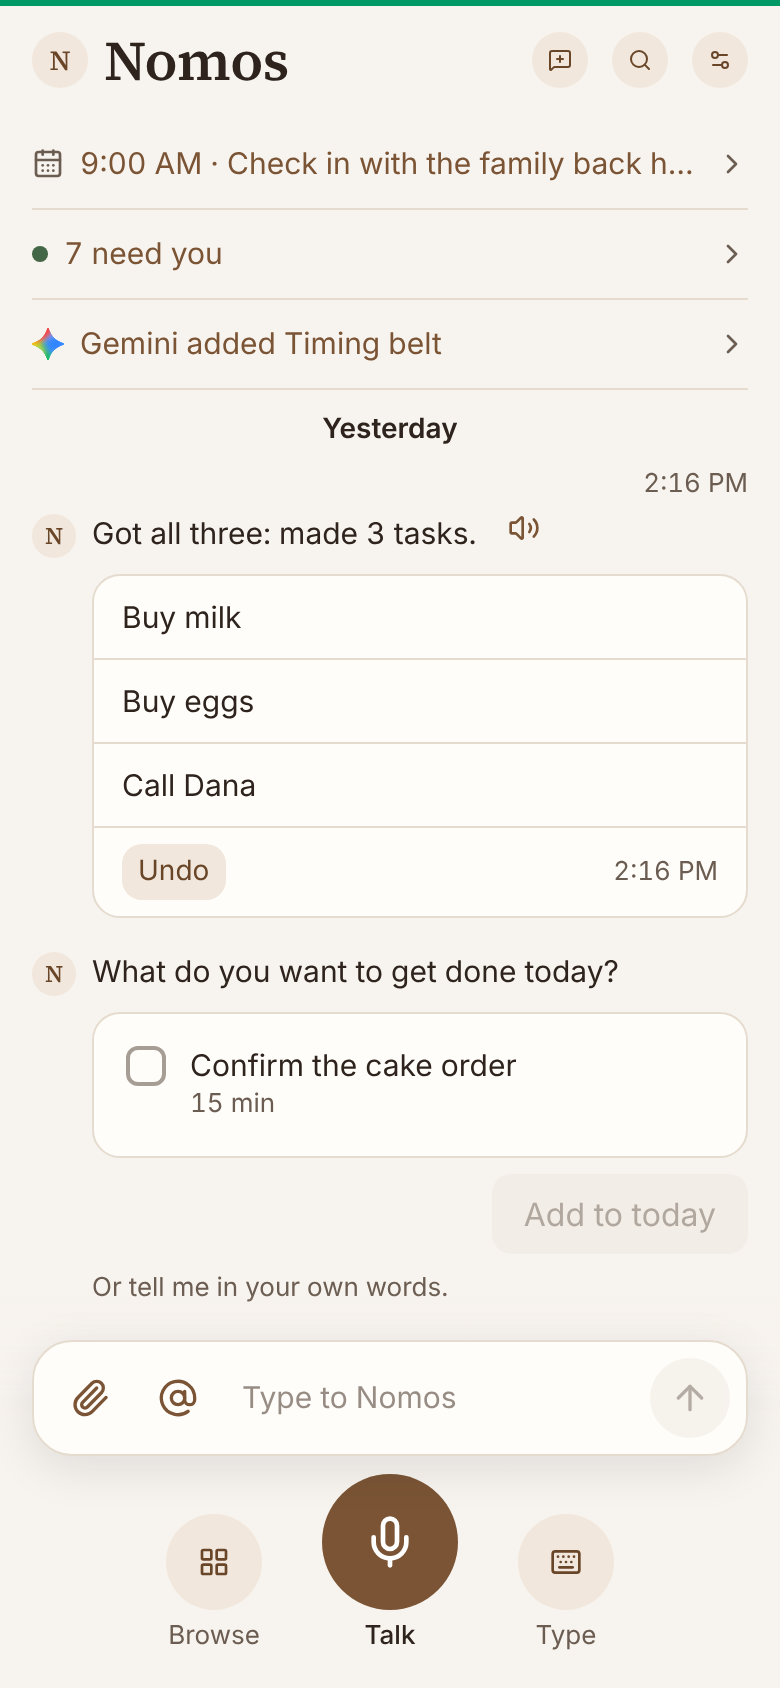 N Nomos
9:00 AM · Check in with the family back h...
7 need you
Gemini added Timing belt
Yesterday
2:16 PM
N Got all three: made 3 tasks.
Buy milk
Buy eggs
Call Dana
Undo 2:16 PM
N What do you want to get done today?
Confirm the cake order
15 min
Add to today
Or tell me in your own words.
@ Type to Nomos
Browse Talk Type